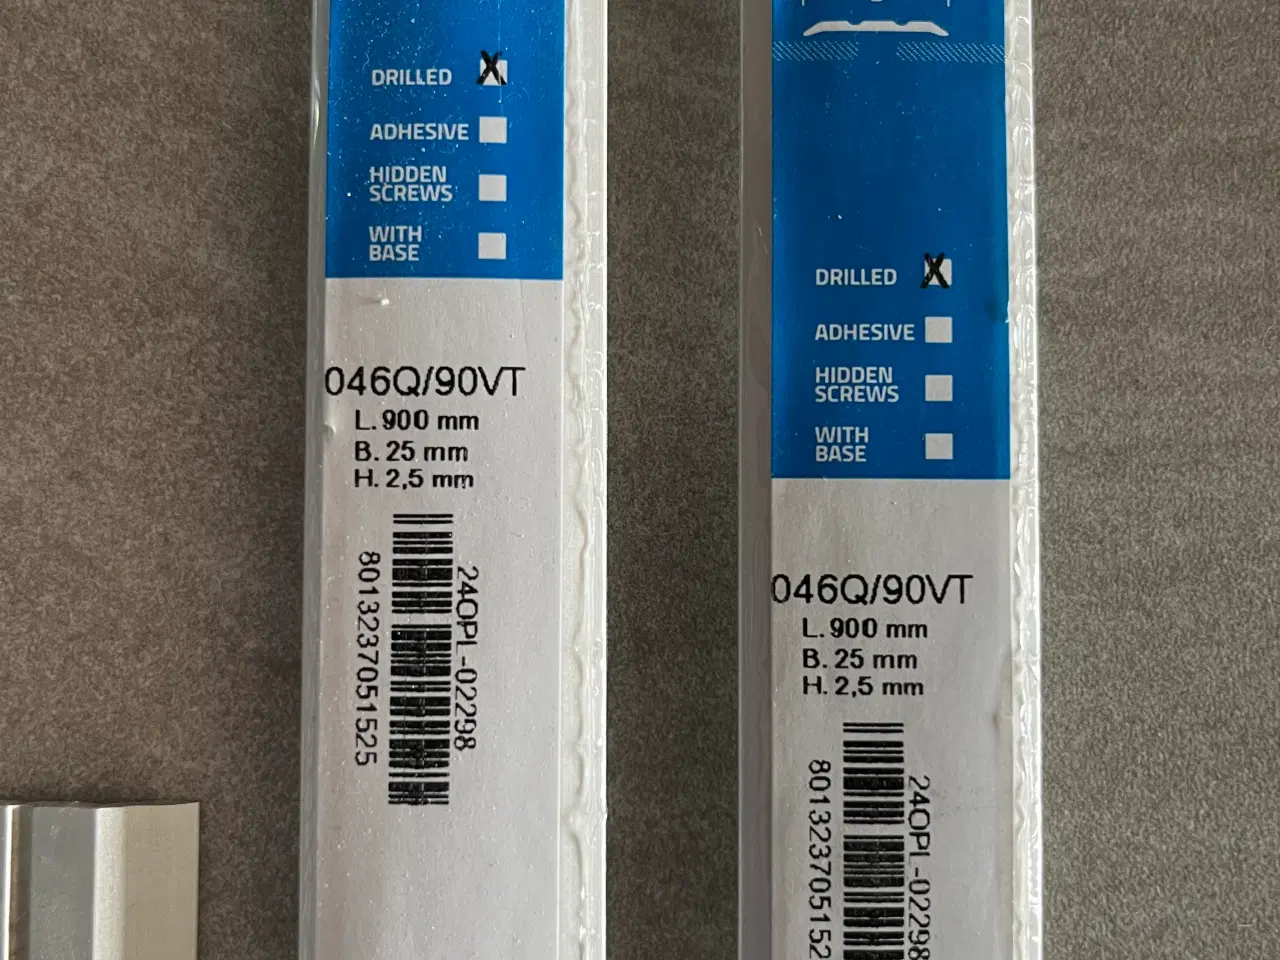 DRILLED
ADHESIVE
HIDDEN
SCREWS
WITH
BASE
046Q/90VT
L. 900 mm
B. 25 mm
H. 2,5 mm
24OPL-02298
8013237051525
DRILLED
ADHESIVE
HIDDEN
SCREWS
WITH
BASE
046Q/90VT
L. 900 mm
B. 25 mm
H. 2,5 mm
24OPL-02298
801323705152